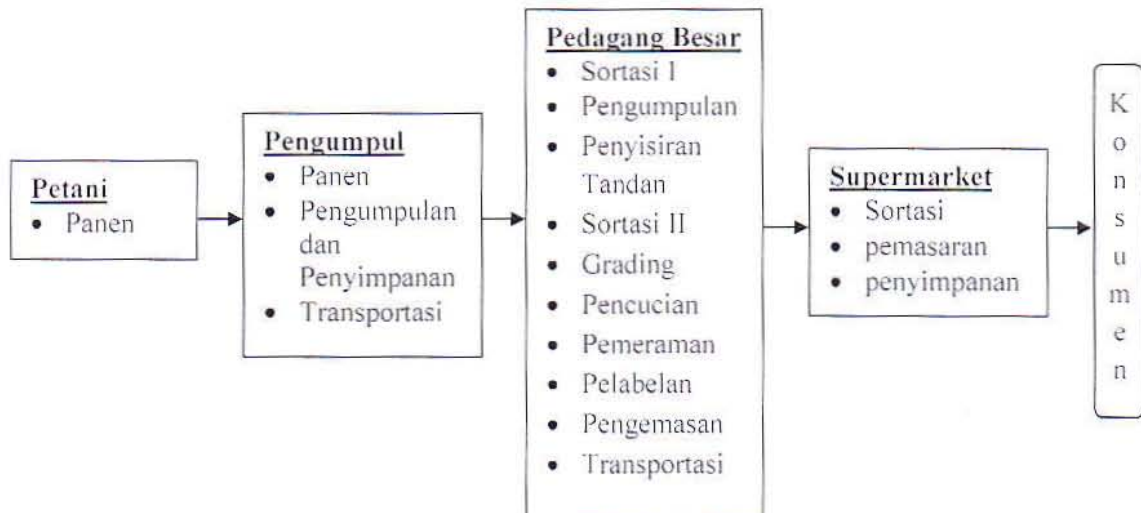 Petani
• Panen
Pengumpul
• Panen
• Pengumpulan
dan
Penyimpanan
• Transportasi
Pedagang Besar
• Sortasi I
• Pengumpulan
• Penyisiran
Tandan
• Sortasi II
• Grading
• Pencucian
• Pemeraman
• Pelabelan
• Pengemasan
• Transportasi
Supermarket
• Sortasi
• pemasaran
• penyimpanan
K
o
n
s
u
m
e
n